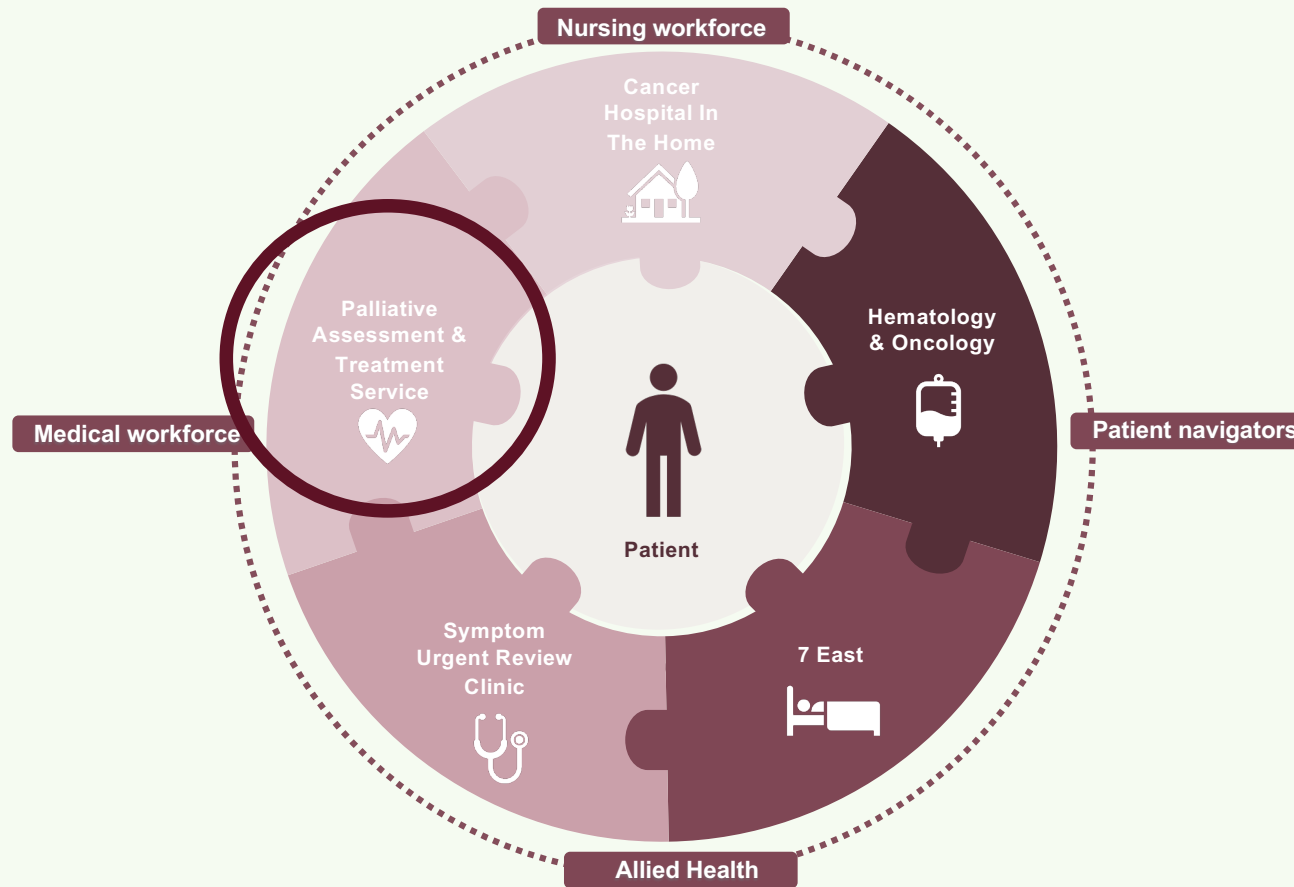 Nursing workforce
Cancer
Hospital In
The Home
Palliative
Assessment &
Treatment
Service
Hematology
& Oncology
Medical workforce
Patient navigators
Patient
Symptom
Urgent Review
Clinic
7 East
Allied Health